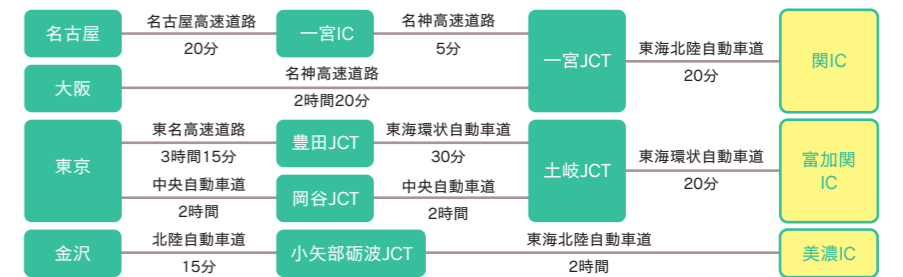 名古屋
名古屋高速道路
20分
一宮IC
名神高速道路
5分
一宮JCT
東海北陸自動車道
20分
関IC
大阪
名神高速道路
2時間20分
東京
東名高速道路
3時間15分
豊田JCT
東海環状自動車道
30分
中央自動車道
2時間
岡谷JCT
中央自動車道
2時間
土岐JCT
東海環状自動車道
20分
富加関
IC
金沢
北陸自動車道
15分
小矢部砺波JCT
東海北陸自動車道
2時間
美濃IC